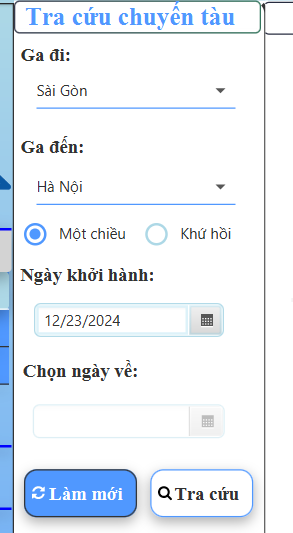 Tra cứu chuyến tàu
Ga đi:
Sài Gòn
Ga đến:
Hà Nội
Một chiều Khứ hồi
Ngày khởi hành:
12/23/2024
Chọn ngày về:
Làm mới Tra cứu